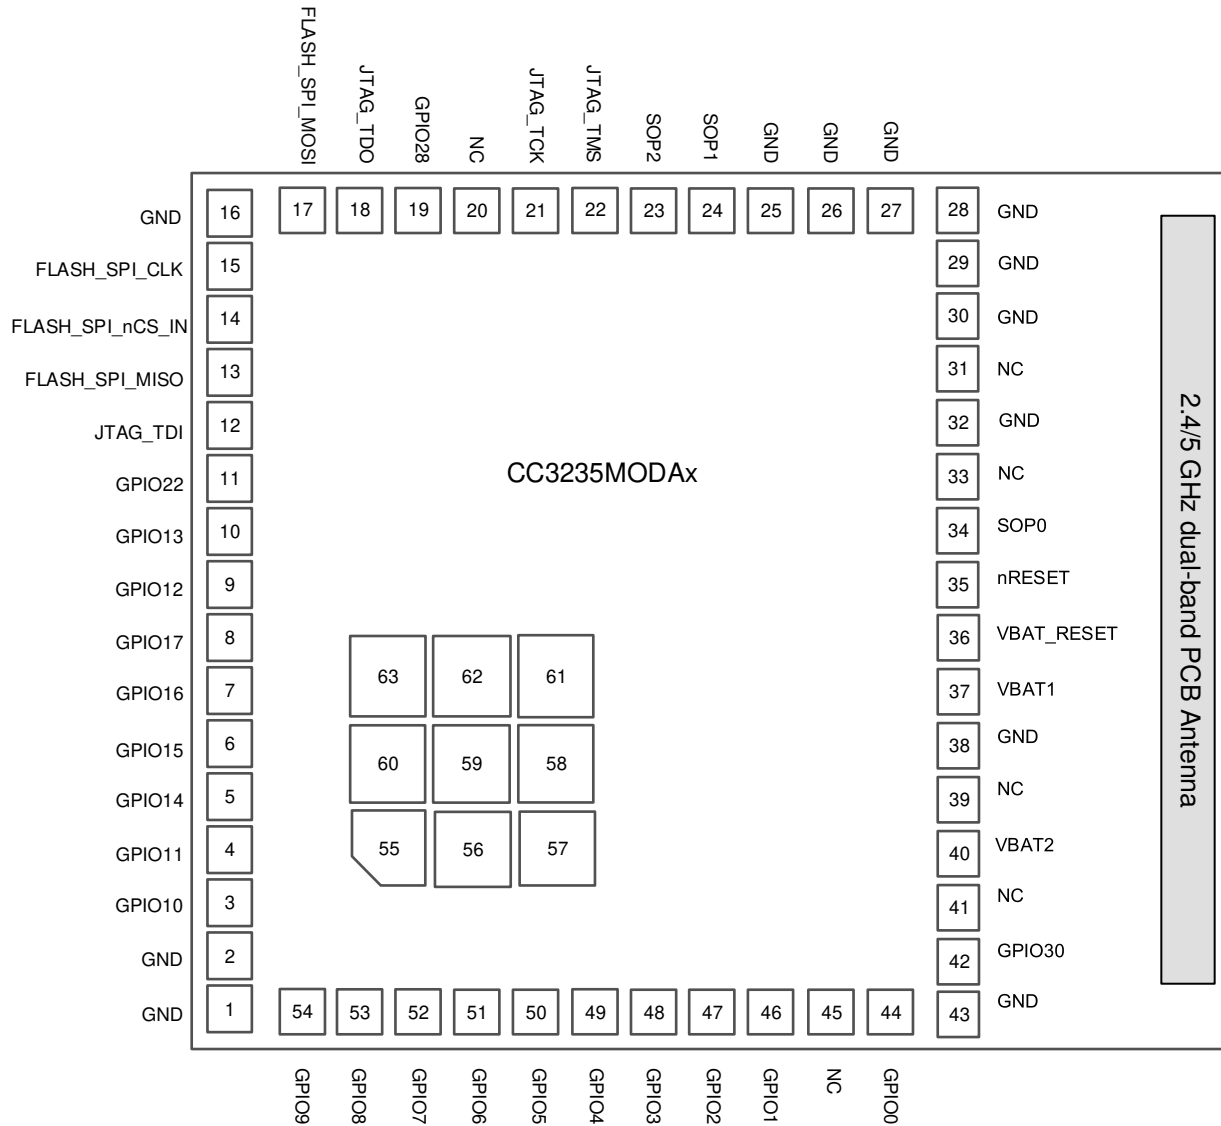 FLASH_SPI_MOSI
JTAG_TDO
GPIO28
NC
JTAG_TCK
JTAG_TMS
SOP2
SOP1
GND
GND
GND
17
18
19
20
21
22
23
24
25
26
27
GND 16
FLASH_SPI_CLK 15
FLASH_SPI_nCS_IN 14
FLASH_SPI_MISO 13
JTAG_TDI 12
GPIO22 11
GPIO13 10
GPIO12 9
GPIO17 8
GPIO16 7
GPIO15 6
GPIO14 5
GPIO11 4
GPIO10 3
GND 2
GND 1
CC3235MODAx
63 62 61
60 59 58
55 56 57
28 GND
29 GND
30 GND
31 NC
32 GND
33 NC
34 SOP0
35 nRESET
36 VBAT_RESET
37 VBAT1
38 GND
39 NC
40 VBAT2
41 NC
42 GPIO30
43 GND
2.4/5 GHz dual-band PCB Antenna
54
53
52
51
50
49
48
47
46
45
44
GPIO9
GPIO8
GPIO7
GPIO6
GPIO5
GPIO4
GPIO3
GPIO2
GPIO1
NC
GPIO0